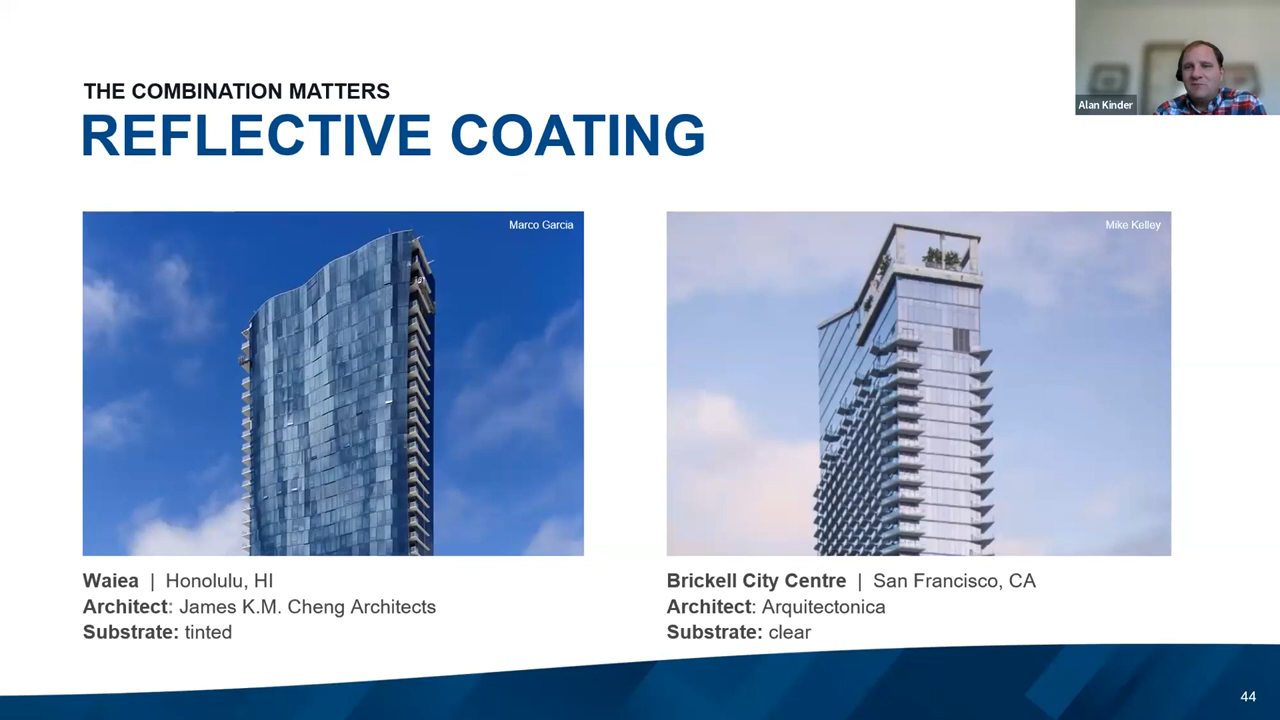 Alan Kinder
THE COMBINATION MATTERS
REFLECTIVE COATING
Marco Garcia
Mike Kelley
Waiea | Honolulu, HI
Architect: James K.M. Cheng Architects
Substrate: tinted
Brickell City Centre | San Francisco, CA
Architect: Arquitectonica
Substrate: clear
44